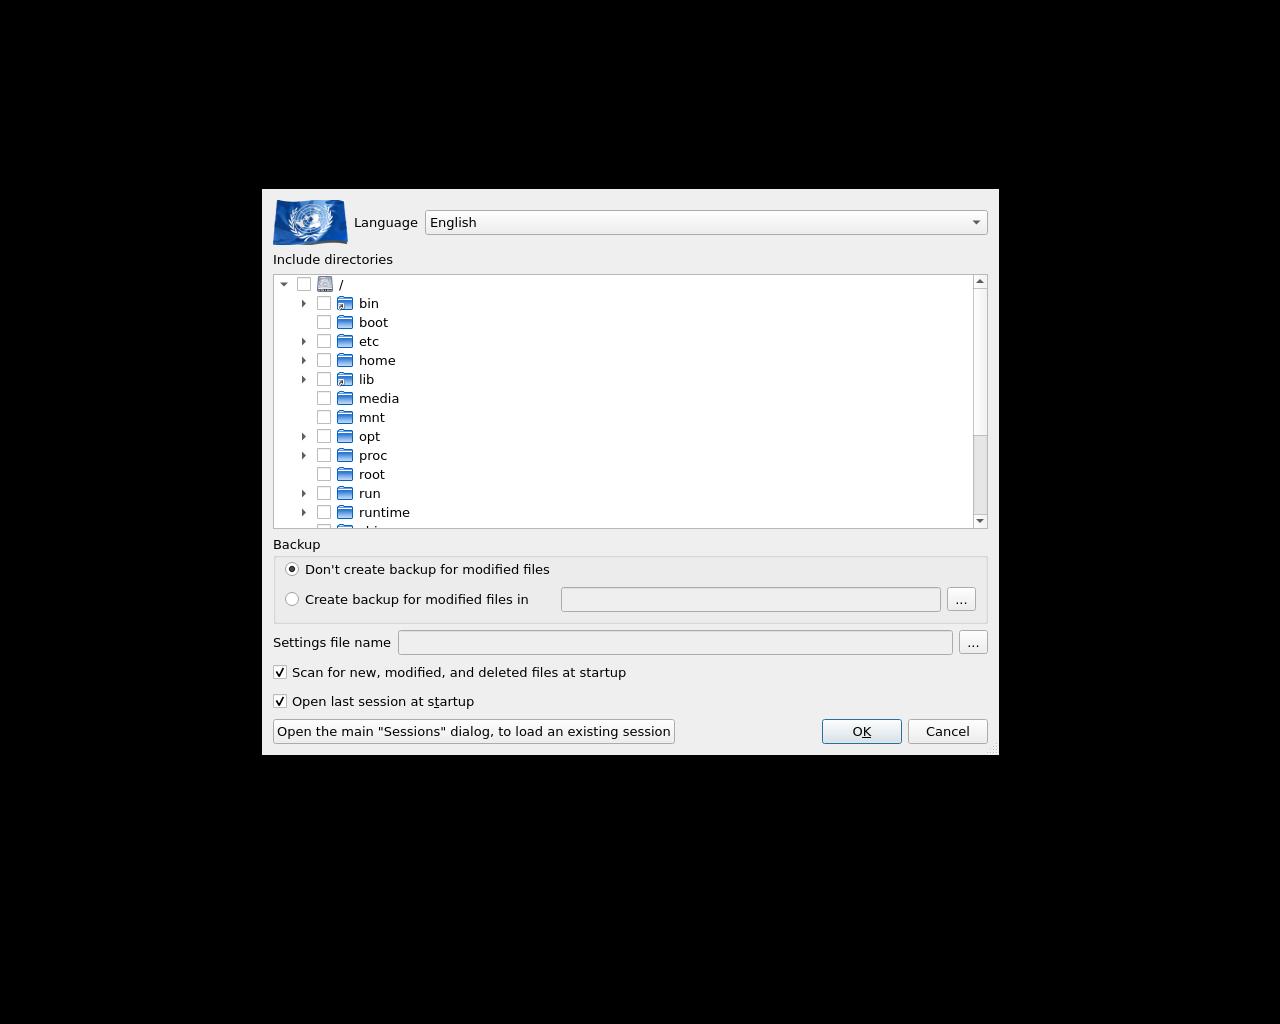 Language English
Include directories
/
bin
boot
etc
home
lib
media
mnt
opt
proc
root
run
runtime
Backup
Don't create backup for modified files
Create backup for modified files in ...
Settings file name ...
Scan for new, modified, and deleted files at startup
Open last session at startup
Open the main "Sessions" dialog, to load an existing session OK Cancel